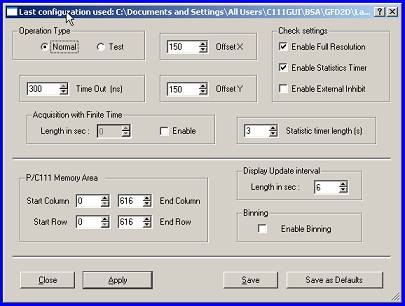 Last configuration used: C:\Documents and Settings\All Users\C111GUI\BSA\GFD2D\La...
Operation Type
Normal
Test
150
Offset X
Check settings
Enable Full Resolution
Enable Statistics Timer
Enable External Inhibit
300
Time Out (ns)
150
Offset Y
Acquisition with Finite Time
Length in sec :
0
Enable
3
Statistic timer length (s)
P/C111 Memory Area
Start Column
0
616
End Column
Start Row
0
616
End Row
Display Update interval
Length in sec :
6
Binning
Enable Binning
Close
Apply
Save
Save as Defaults